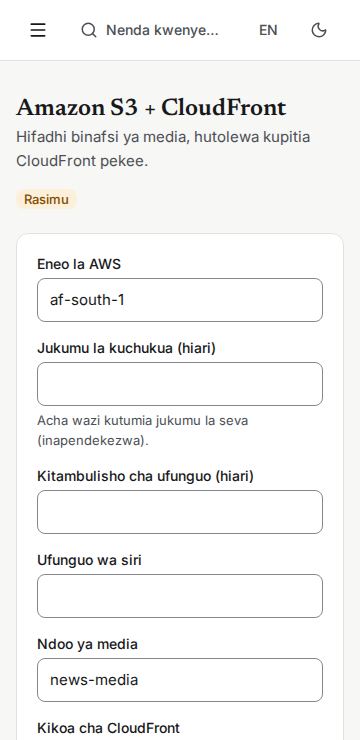 Nenda kwenye... EN
Amazon S3 + CloudFront
Hifadhi binafsi ya media, hutolewa kupitia
CloudFront pekee.
Rasimu
Eneo la AWS
af-south-1
Jukumu la kuchukua (hiari)
Acha wazi kutumia jukumu la seva
(inapendekezwa).
Kitambulisho cha ufunguo (hiari)
Ufunguo wa siri
Ndoo ya media
news-media
Kikoa cha CloudFront